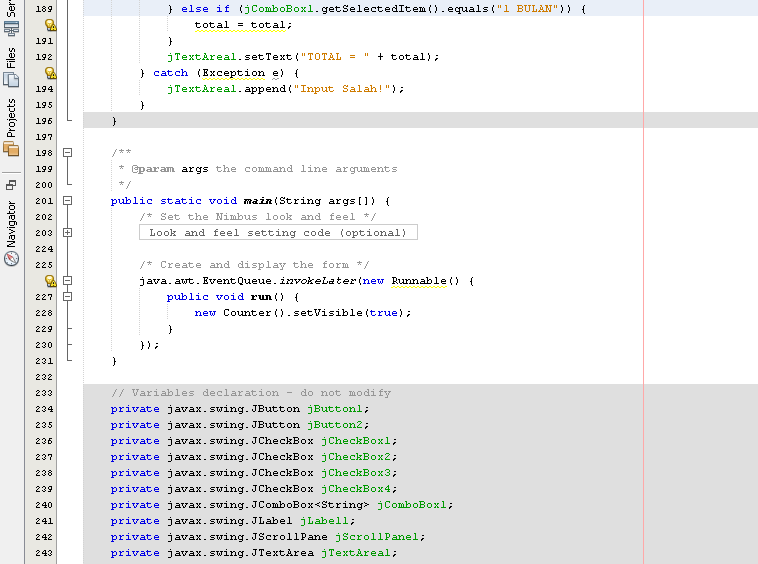 Ser
Files
Projects
Navigator
189 } else if (jComboBox1.getSelectedItem().equals("1 BULAN")) {
total = total;
191 }
192 jTextArea1.setText("TOTAL = " + total);
} catch (Exception e) {
194 jTextArea1.append("Input Salah!");
195 }
196 }
197
198 /**
199 * @param args the command line arguments
200 */
201 public static void main(String args[]) {
202 /* Set the Nimbus look and feel */
203 Look and feel setting code (optional)
224
225 /* Create and display the form */
java.awt.EventQueue.invokeLater(new Runnable() {
227 public void run() {
228 new Counter().setVisible(true);
229 }
230 });
231 }
232
233 // Variables declaration - do not modify
234 private javax.swing.JButton jButton1;
235 private javax.swing.JButton jButton2;
236 private javax.swing.JCheckBox jCheckBox1;
237 private javax.swing.JCheckBox jCheckBox2;
238 private javax.swing.JCheckBox jCheckBox3;
239 private javax.swing.JCheckBox jCheckBox4;
240 private javax.swing.JComboBox<String> jComboBox1;
241 private javax.swing.JLabel jLabel1;
242 private javax.swing.JScrollPane jScrollPane1;
243 private javax.swing.JTextArea jTextArea1;